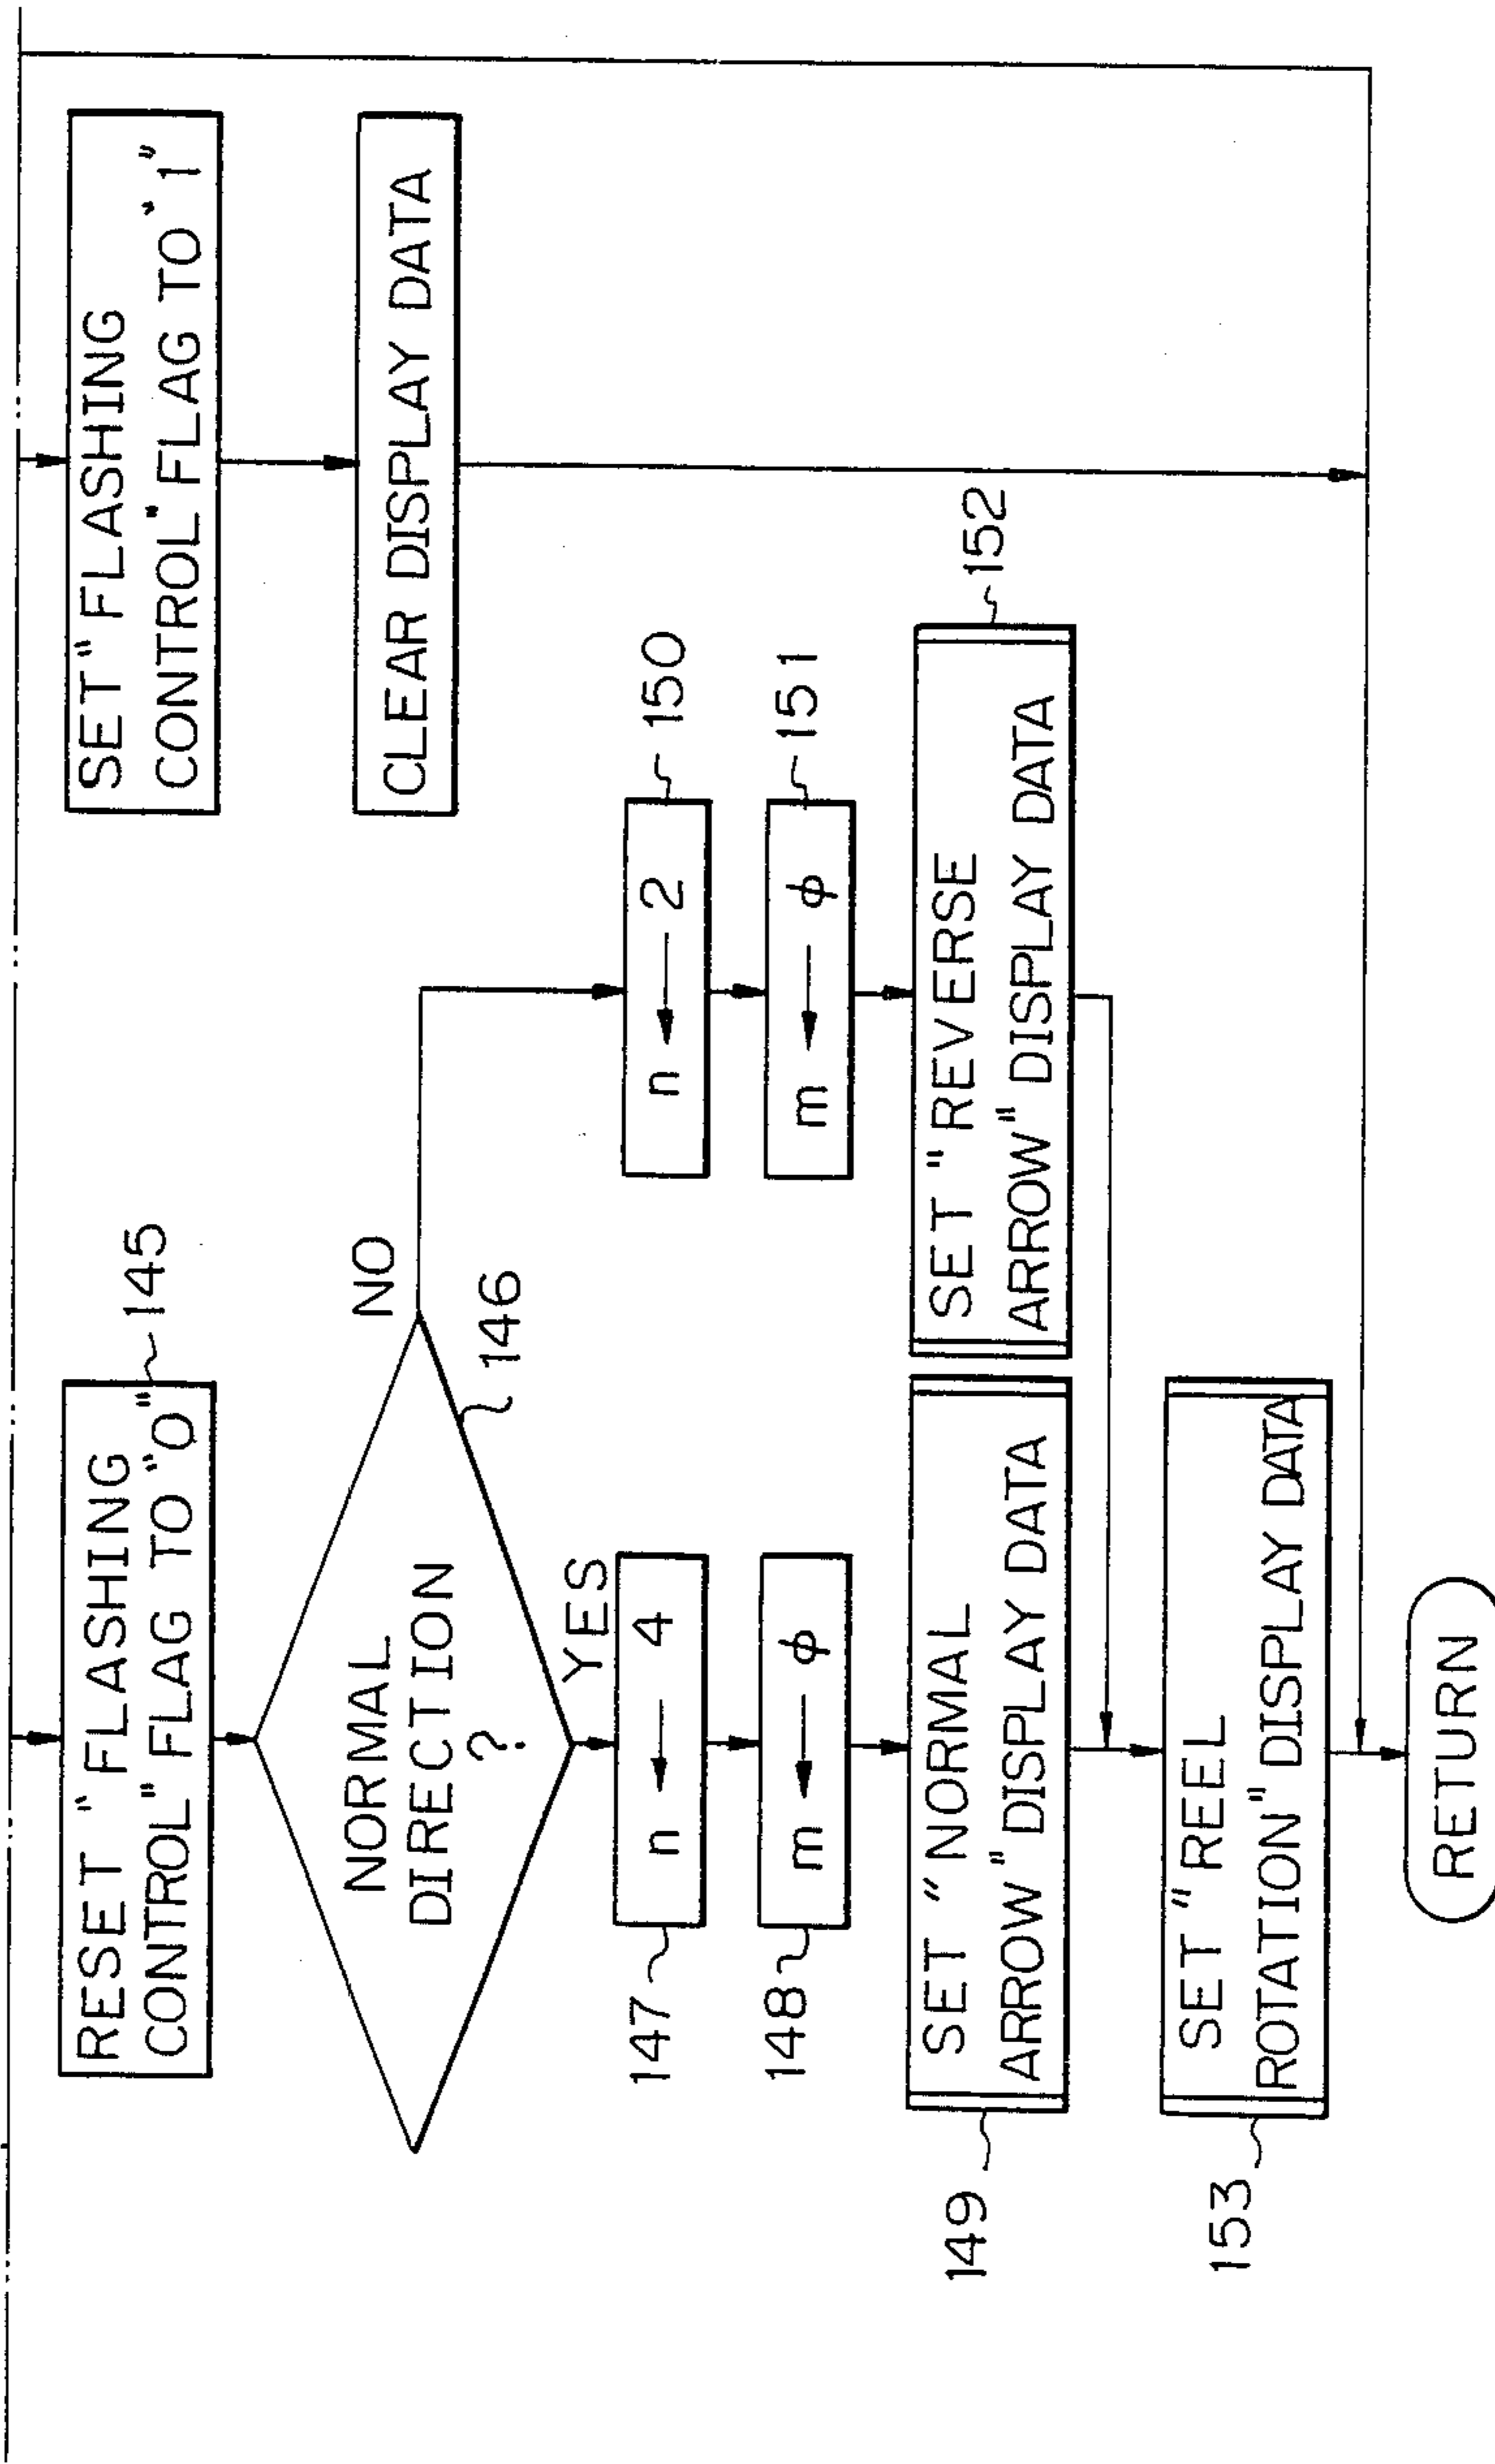 RESET "FLASHING
CONTROL" FLAG TO "0"
145
NORMAL
DIRECTION
?
146
NO
YES
n ← 4
147
m ← φ
148
SET "NORMAL
ARROW" DISPLAY DATA
149
n ← 2
150
m ← φ
151
SET "REVERSE
ARROW" DISPLAY DATA
152
SET "REEL
ROTATION" DISPLAY DATA
153
SET "FLASHING
CONTROL" FLAG TO "1"
CLEAR DISPLAY DATA
RETURN